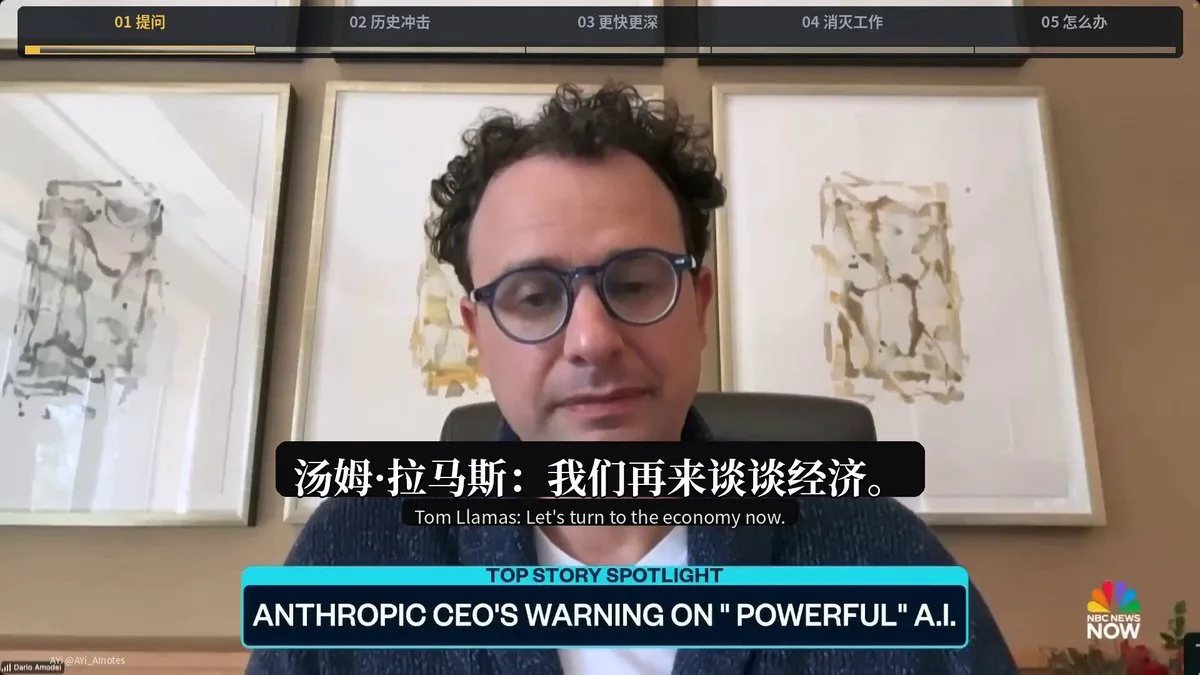 01 提问
02 历史冲击
03 更快更深
04 消灭工作
05 怎么办
汤姆·拉马斯：我们再来谈谈经济。
Tom Llamas: Let's turn to the economy now.
TOP STORY SPOTLIGHT
ANTHROPIC CEO'S WARNING ON " POWERFUL" A.I.
NBC NEWS
NOW
AYi@AYi_AInotes
Dario Amodei